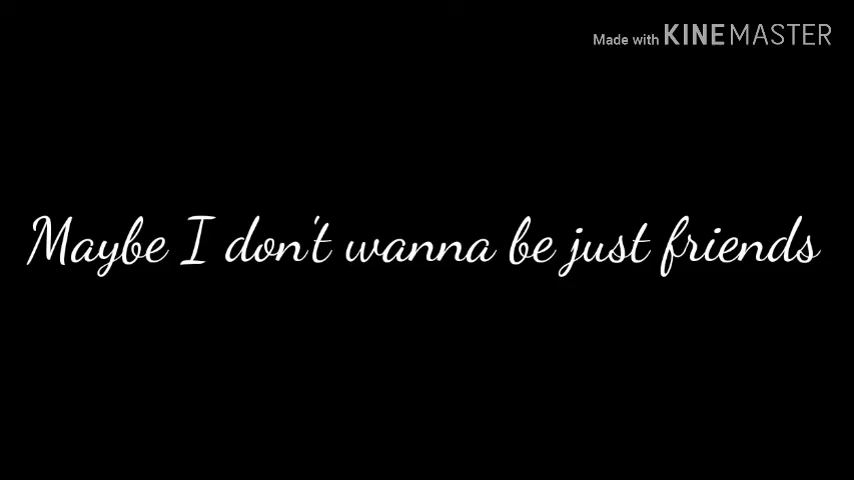 Made with KINEMASTER
Maybe I don't wanna be just friends